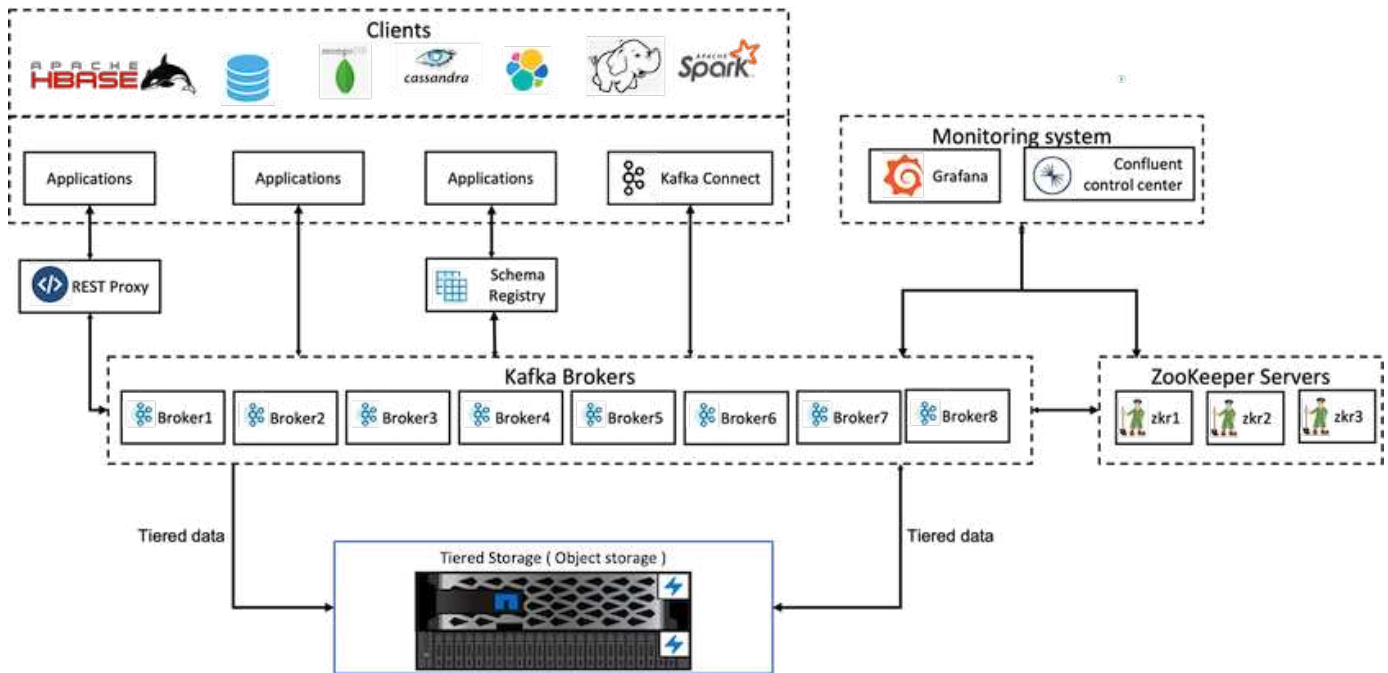 Clients
APACHE
HBASE
mongoDB
cassandra
APACHE
Spark
Applications
Applications
Applications
Kafka Connect
Monitoring system
Grafana
Confluent
control center
REST Proxy
Schema
Registry
Kafka Brokers
Broker1
Broker2
Broker3
Broker4
Broker5
Broker6
Broker7
Broker8
ZooKeeper Servers
zkr1
zkr2
zkr3
Tiered data
Tiered data
Tiered Storage ( Object storage )